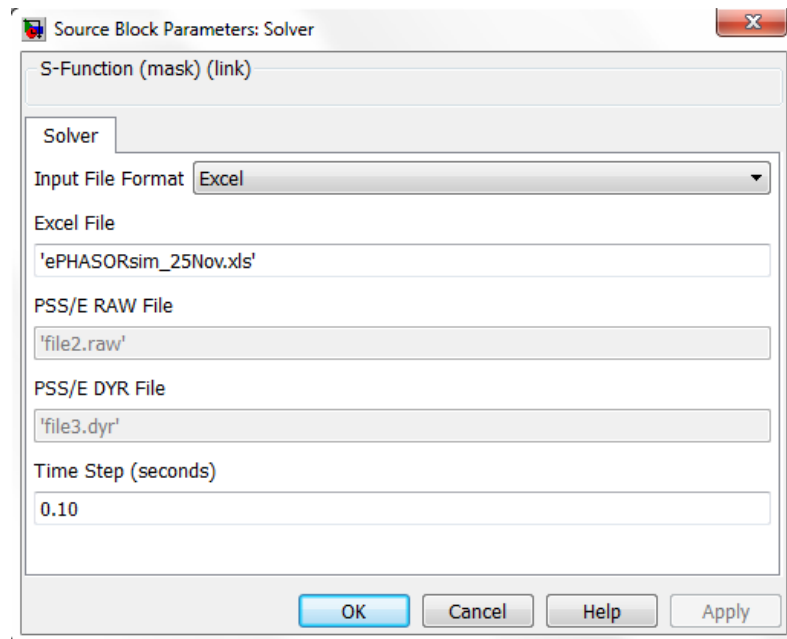 Source Block Parameters: Solver
S-Function (mask) (link)
Solver
Input File Format Excel
Excel File
'ePHASORsim_25Nov.xls'
PSS/E RAW File
'file2.raw'
PSS/E DYR File
'file3.dyr'
Time Step (seconds)
0.10
OK Cancel Help Apply